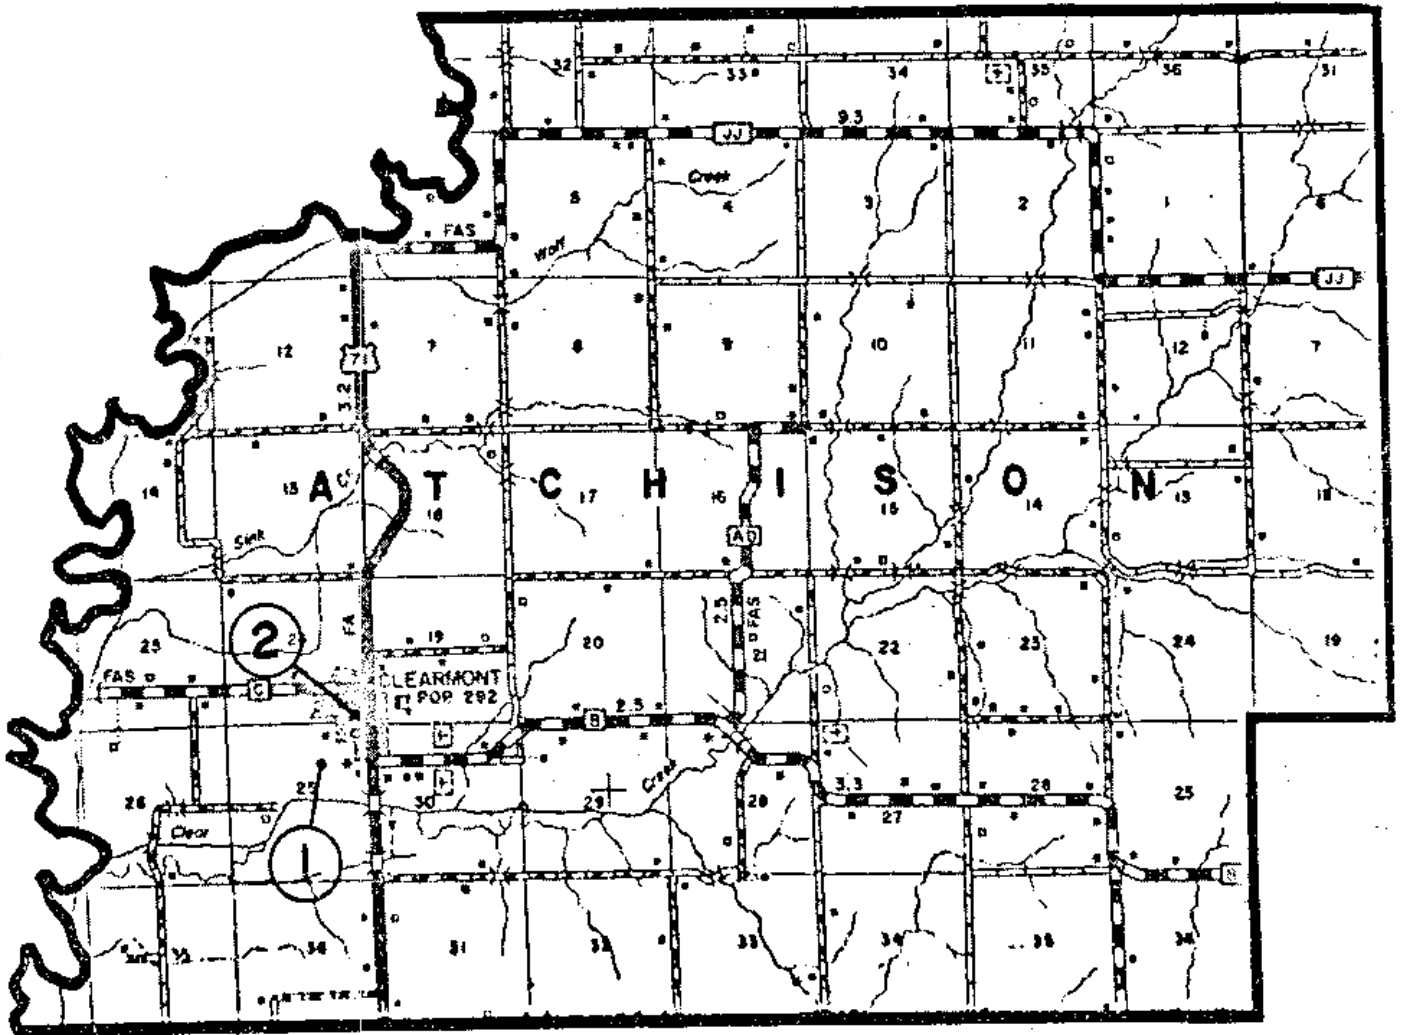 32 33 34 35 36 31
JJ 9.3
5 4 3 2 1 6
Creek
Wolf
FAS
JJ
12 7 8 9 10 11 12 7
71
3.2
14 13 18 17 16 15 14 13 18
A T C H I S O N
Sink
AD
FA
2
25 19 20 21 22 23 24 19
2.5
FAS
FAS
C
CLEARMONT
POP 292
B 2.5
26 25 30 29 28 27 26 25
Creek
3.3
Clear
1
36 31 32 33 34 35 36